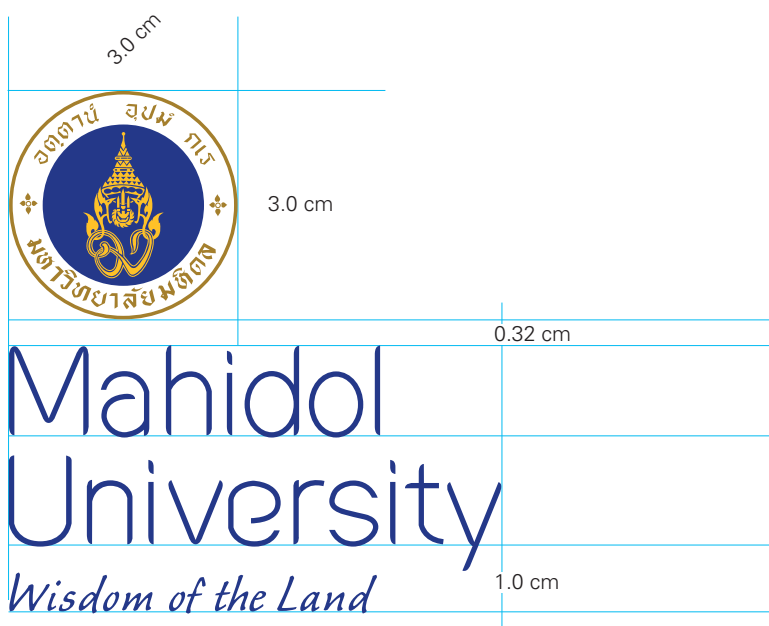 3.0 cm
อตฺตานํ อุปมํ กเร
3.0 cm
มหาวิทยาลัยมหิดล
0.32 cm
Mahidol
University
1.0 cm
Wisdom of the Land